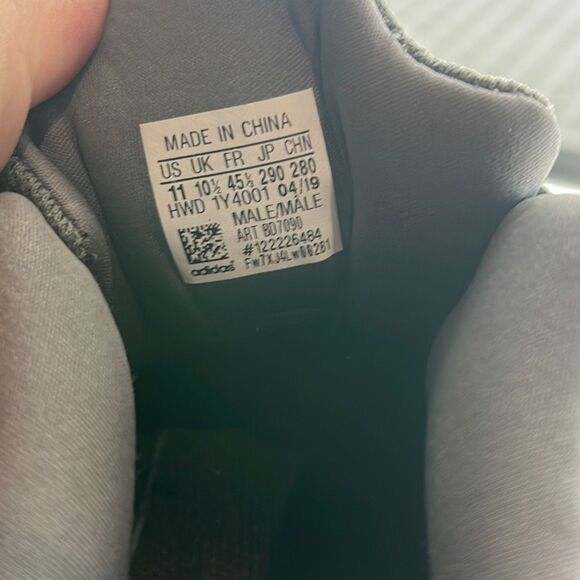 MADE IN CHINA
US UK FR JP CHN
11 10½ 45⅓ 290 280
HWD 1Y4001 04/19
MALE/MÂLE
ART BD7090
#122226484
adidas Fw7XJ4Lw00281